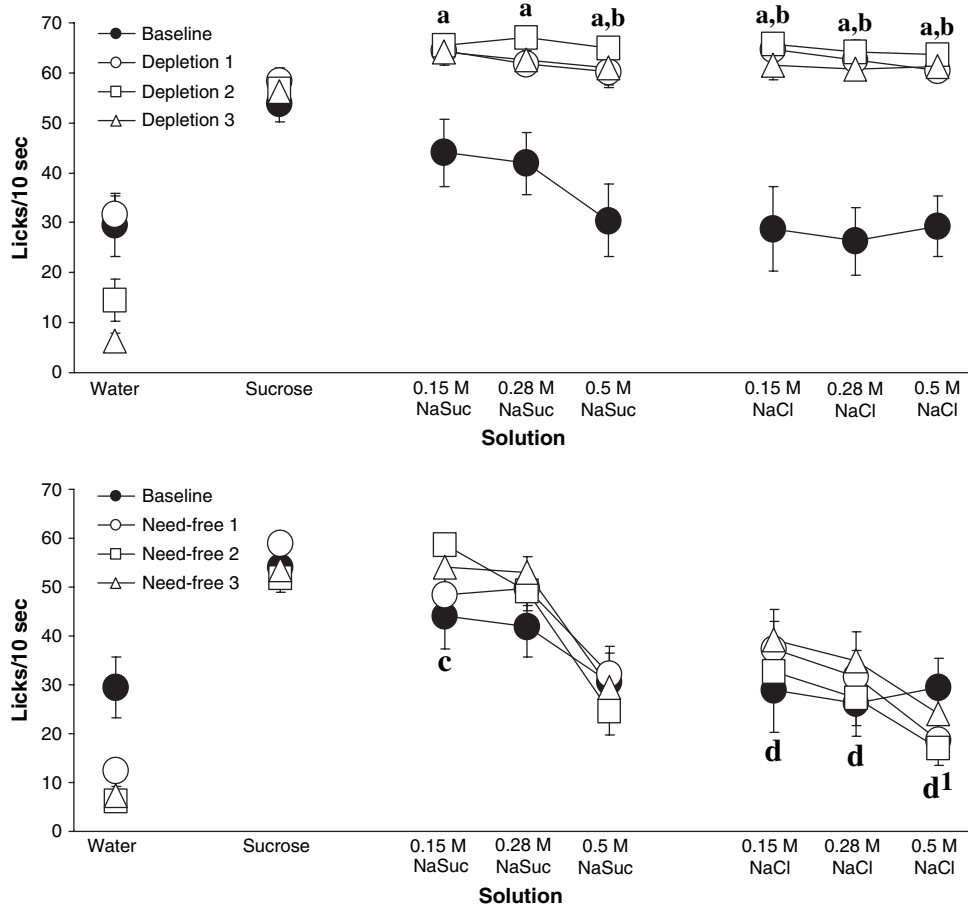 70
60
50
40
30
20
10
0
Licks/10 sec
Baseline
Depletion 1
Depletion 2
Depletion 3
a a a,b a,b a,b a,b
Water Sucrose 0.15 M 0.28 M 0.5 M 0.15 M 0.28 M 0.5 M
NaSuc NaSuc NaSuc NaCl NaCl NaCl
Solution
70
60
50
40
30
20
10
0
Licks/10 sec
Baseline
Need-free 1
Need-free 2
Need-free 3
c
d d d1
Water Sucrose 0.15 M 0.28 M 0.5 M 0.15 M 0.28 M 0.5 M
NaSuc NaSuc NaSuc NaCl NaCl NaCl
Solution